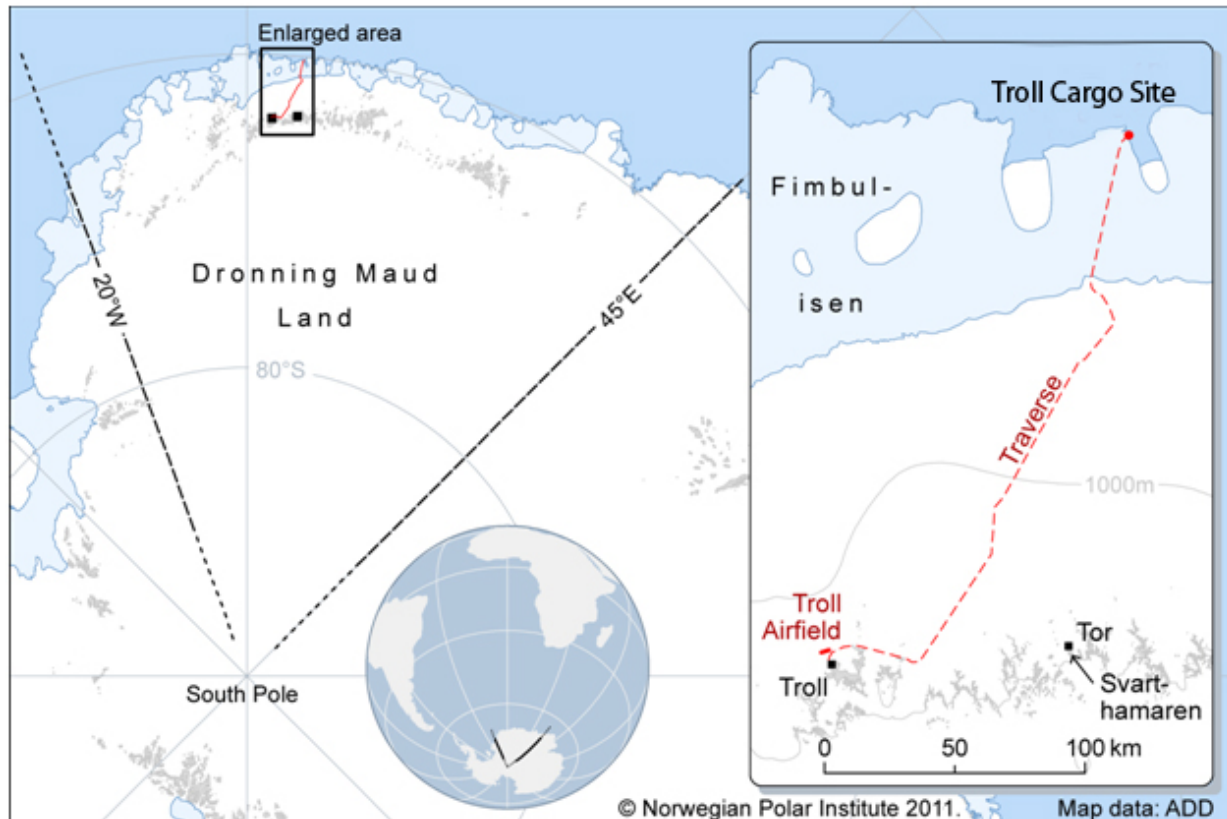 Enlarged area
20°W
Dronning Maud
Land
45°E
80°S
South Pole
Troll Cargo Site
Fimbul-
isen
Traverse
1000m
Troll
Airfield
Troll
Tor
Svart-
hamaren
0 50 100 km
© Norwegian Polar Institute 2011. Map data: ADD